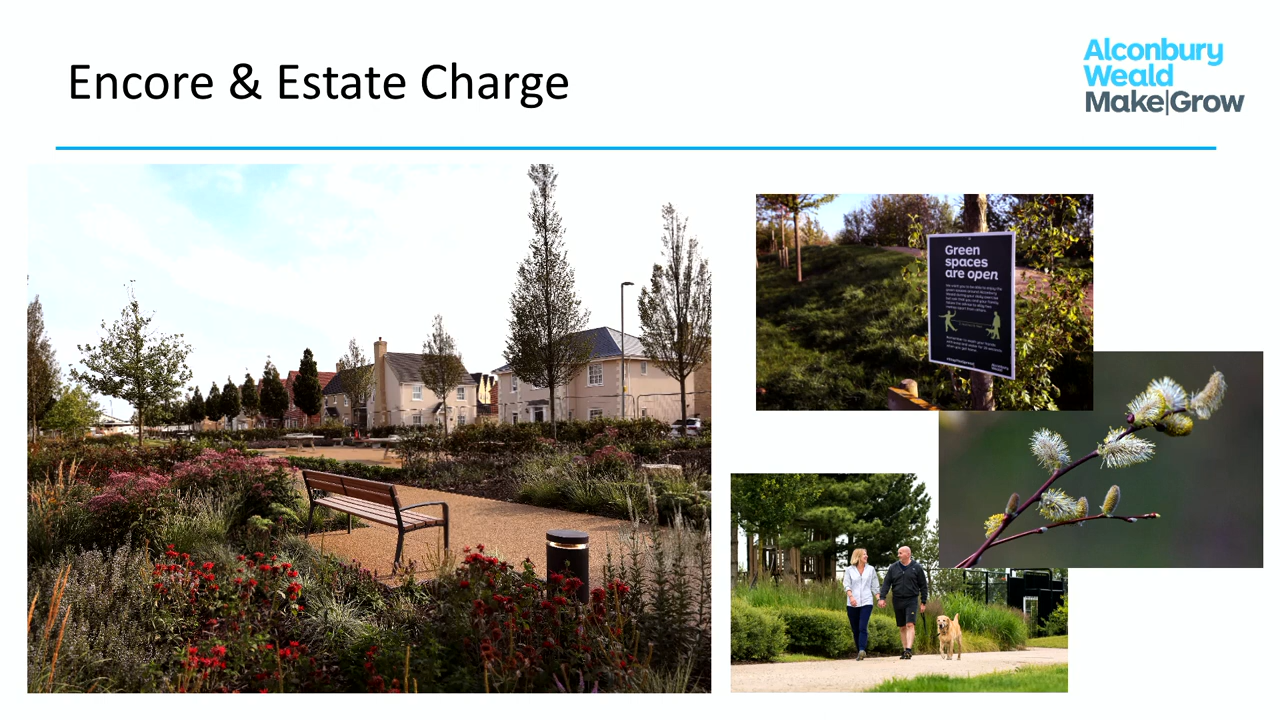 Encore & Estate Charge
Alconbury
Weald
Make|Grow
Green
spaces
are open